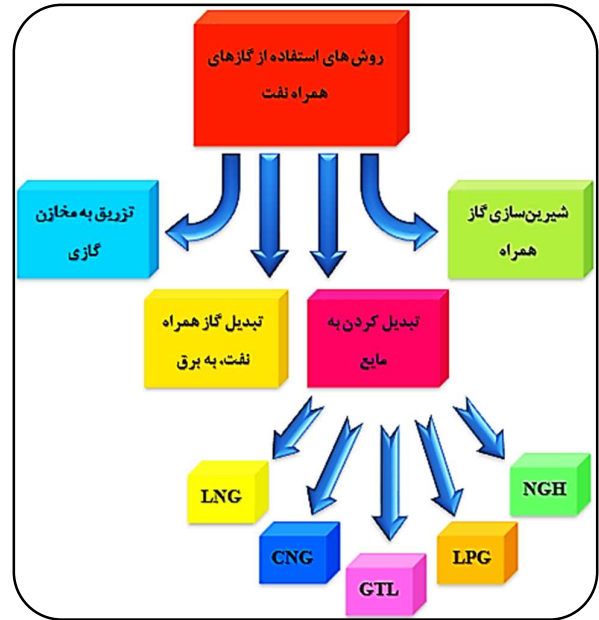 روش‌های استفاده از گازهای
همراه نفت
شیرین‌سازی گاز
همراه
تزریق به مخازن
گازی
تبدیل کردن به
مایع
تبدیل گاز همراه
نفت، به برق
NGH
LNG
LPG
CNG
GTL